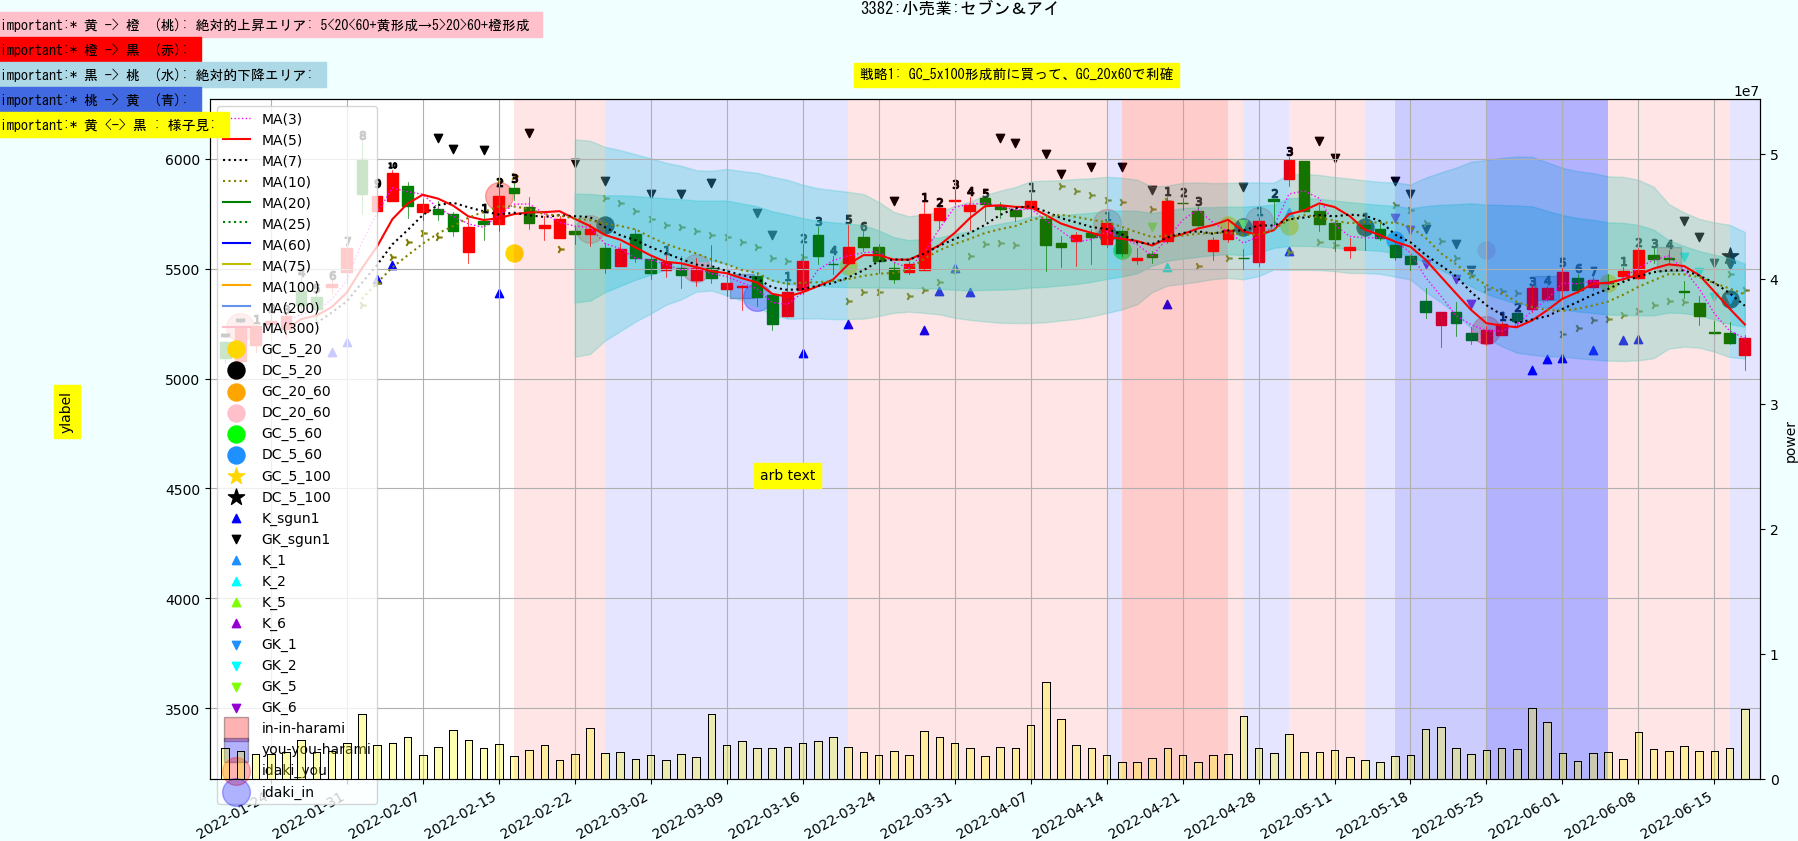 3382:小売業:セブン＆アイ
important:* 黄 -> 橙 （桃）: 絶対的上昇エリア: 5<20<60+黄形成→5>20>60+橙形成
important:* 橙 -> 黒 （赤）:
important:* 黒 -> 桃 （水）: 絶対的下降エリア:
戦略1: GC_5x100形成前に買って、GC_20x60で利確
important:* 桃 -> 黄 （青）:
important:* 黄 <-> 黒 : 様子見:
1e7
MA(3)
MA(5)
MA(7)
MA(10)
MA(20)
MA(25)
MA(60)
MA(75)
MA(100)
MA(200)
MA(300)
GC_5_20
DC_5_20
GC_20_60
DC_20_60
GC_5_60
DC_5_60
GC_5_100
DC_5_100
K_sgun1
GK_sgun1
K_1
K_2
K_5
K_6
GK_1
GK_2
GK_5
GK_6
in-in-harami
you-you-harami
idaki_you
idaki_in
6000
5500
5000
4500
4000
3500
ylabel
arb text
5
4
3
2
1
0
power
2022-01-24
2022-01-31
2022-02-07
2022-02-15
2022-02-22
2022-03-02
2022-03-09
2022-03-16
2022-03-24
2022-03-31
2022-04-07
2022-04-14
2022-04-21
2022-04-28
2022-05-11
2022-05-18
2022-05-25
2022-06-01
2022-06-08
2022-06-15